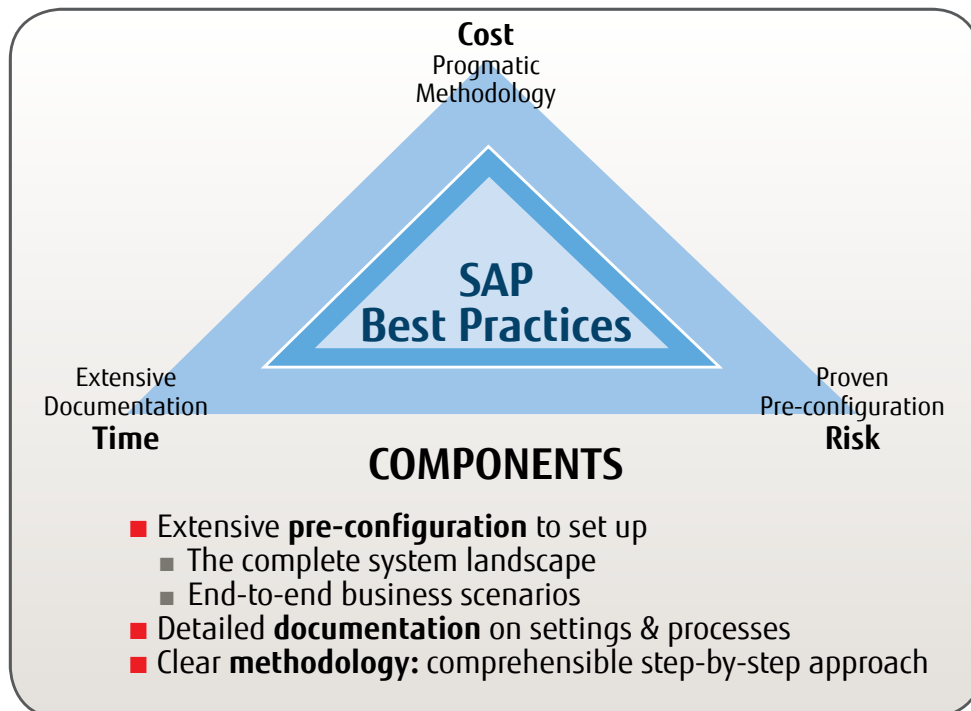 Cost
Progmatic
Methodology
SAP
Best Practices
Extensive
Documentation
Time
Proven
Pre-configuration
Risk
COMPONENTS
■ Extensive pre-configuration to set up
■ The complete system landscape
■ End-to-end business scenarios
■ Detailed documentation on settings & processes
■ Clear methodology: comprehensible step-by-step approach